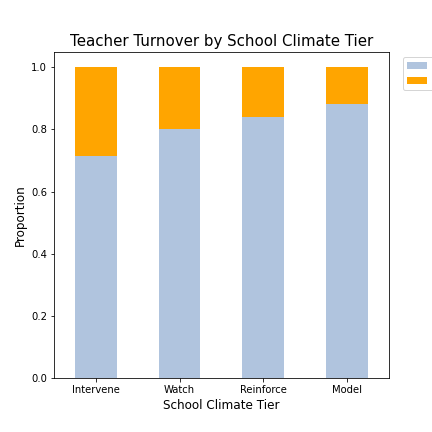 Teacher Turnover by School Climate Tier
1.0
0.8
0.6
0.4
0.2
0.0
Proportion
Intervene Watch Reinforce Model
School Climate Tier